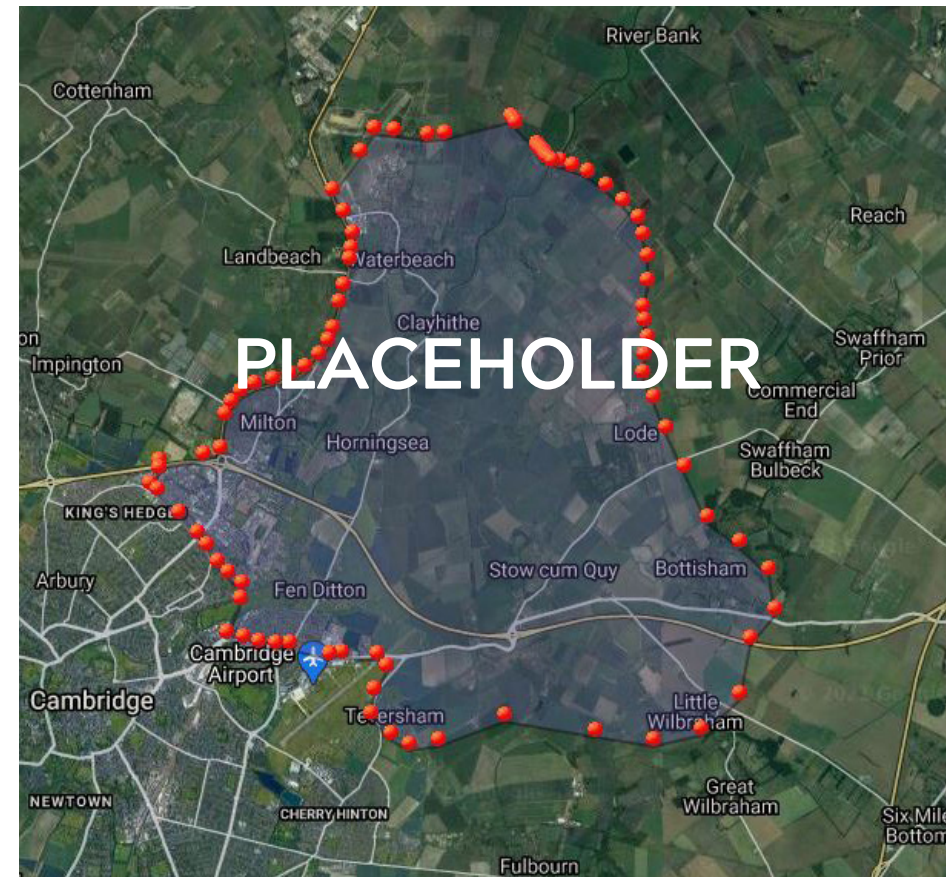 River Bank
Cottenham
Reach
Landbeach
Waterbeach
Clayhithe
on
Impington
PLACEHOLDER
Swaffham
Prior
Commercial
End
Milton
Horningsea
Lode
Swaffham
Bulbeck
KING'S HEDG
Arbury
Fen Ditton
Stow cum Quy
Bottisham
Cambridge
Airport
Cambridge
Teversham
Little
Wilbraham
NEWTOWN
CHERRY HINTON
Great
Wilbraham
Six Mile
Bottom
Fulbourn